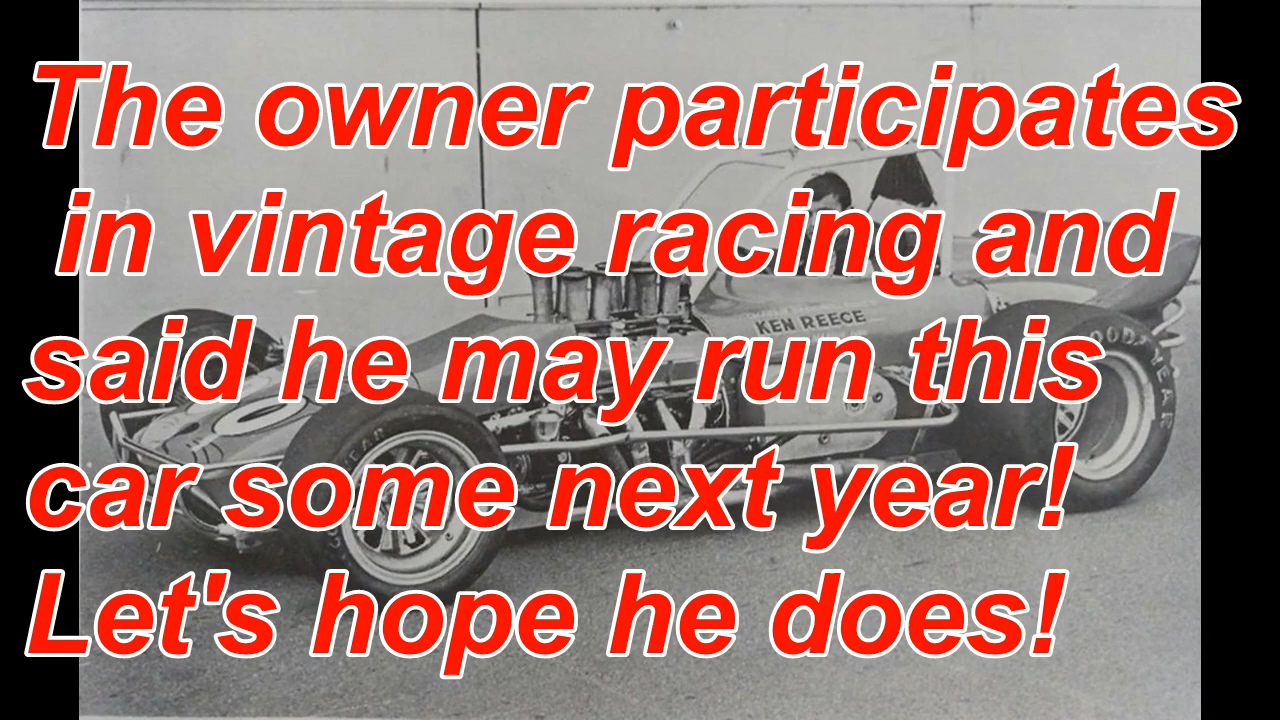 The owner participates
in vintage racing and
said he may run this
car some next year!
Let's hope he does!
KEN REECE
GOODYEAR